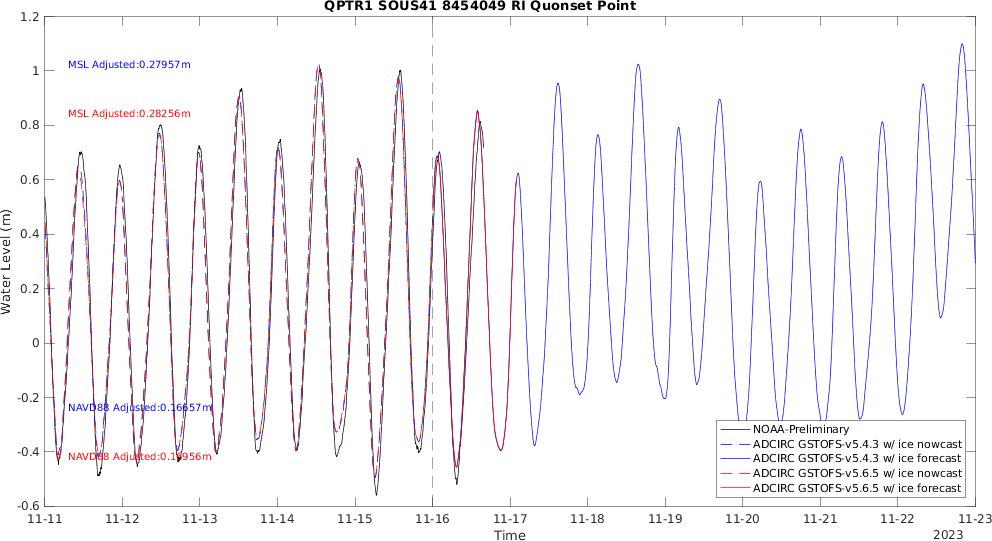 QPTR1 SOUS41 8454049 RI Quonset Point
1.2
1
0.8
0.6
0.4
0.2
0
-0.2
-0.4
-0.6
Water Level (m)
MSL Adjusted:0.27957m
MSL Adjusted:0.28256m
NAVD88 Adjusted:0.16657m
NAVD88 Adjusted:0.16956m
NOAA-Preliminary
ADCIRC GSTOFS-v5.4.3 w/ ice nowcast
ADCIRC GSTOFS-v5.4.3 w/ ice forecast
ADCIRC GSTOFS-v5.6.5 w/ ice nowcast
ADCIRC GSTOFS-v5.6.5 w/ ice forecast
11-11 11-12 11-13 11-14 11-15 11-16 11-17 11-18 11-19 11-20 11-21 11-22 11-23
Time
2023